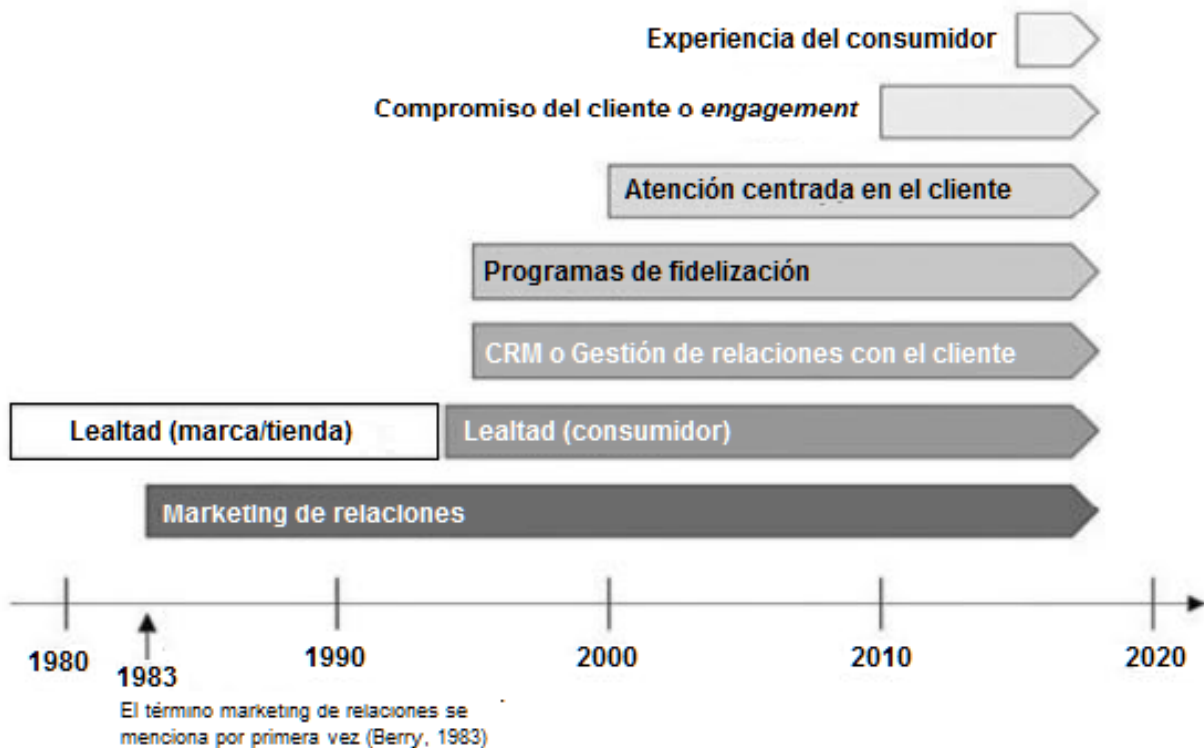 Experiencia del consumidor
Compromiso del cliente o engagement
Atención centrada en el cliente
Programas de fidelización
CRM o Gestión de relaciones con el cliente
Lealtad (marca/tienda)
Lealtad (consumidor)
Marketing de relaciones
1980
1983
1990
2000
2010
2020
El término marketing de relaciones se
menciona por primera vez (Berry, 1983)